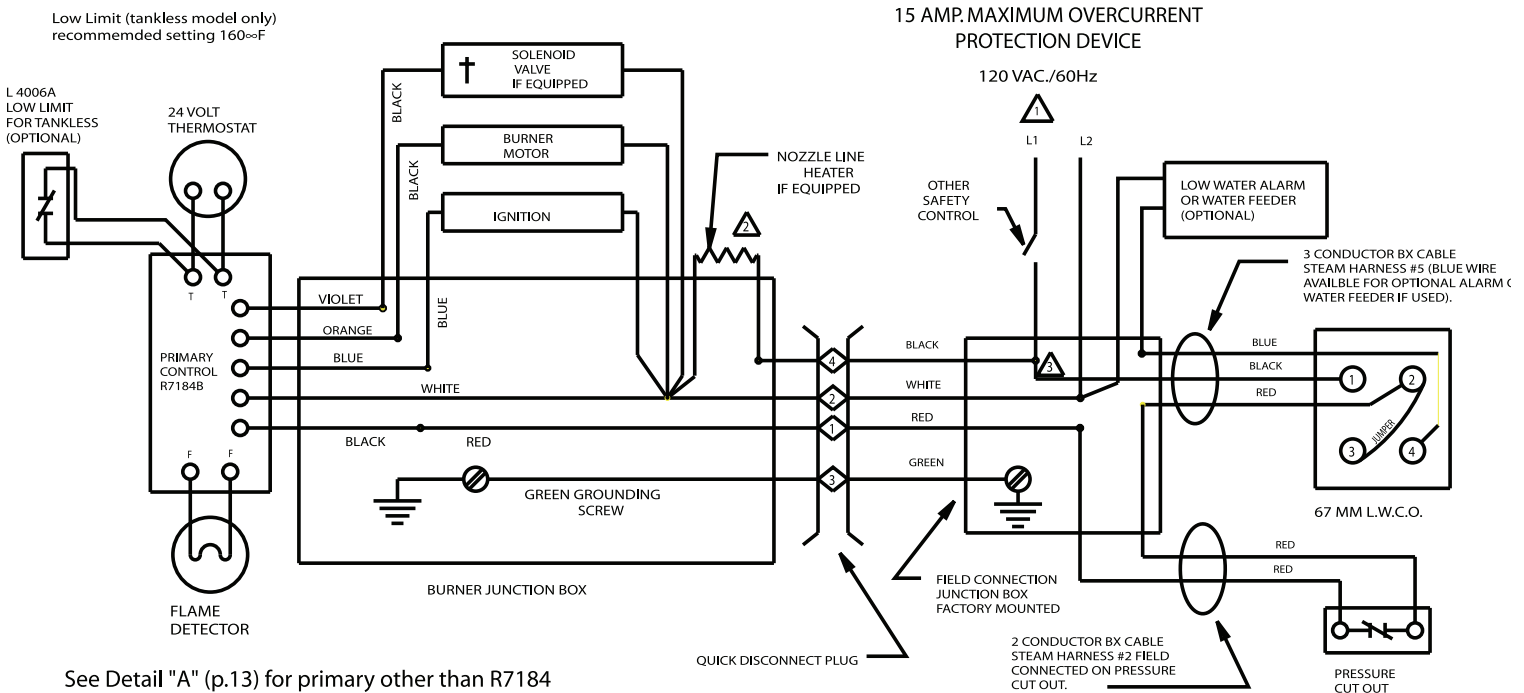 Low Limit (tankless model only)
recommemded setting 160∞F
15 AMP. MAXIMUM OVERCURRENT
PROTECTION DEVICE
120 VAC./60Hz
1
L1
L2
L 4006A
LOW LIMIT
FOR TANKLESS
(OPTIONAL)
24 VOLT
THERMOSTAT
†
SOLENOID
VALVE
IF EQUIPPED
BLACK
BURNER
MOTOR
BLACK
IGNITION
BLUE
NOZZLE LINE
HEATER
IF EQUIPPED
2
OTHER
SAFETY
CONTROL
LOW WATER ALARM
OR WATER FEEDER
(OPTIONAL)
3 CONDUCTOR BX CABLE
STEAM HARNESS #5 (BLUE WIRE
AVAILBLE FOR OPTIONAL ALARM
WATER FEEDER IF USED).
T
T
PRIMARY
CONTROL
R7184B
F
F
VIOLET
ORANGE
BLUE
WHITE
BLACK
RED
GREEN GROUNDING
SCREW
BURNER JUNCTION BOX
4
2
1
3
BLACK
WHITE
RED
GREEN
3
BLUE
BLACK
RED
1
2
3
4
JUMPER
67 MM L.W.C.O.
FLAME
DETECTOR
QUICK DISCONNECT PLUG
FIELD CONNECTION
JUNCTION BOX
FACTORY MOUNTED
RED
RED
2 CONDUCTOR BX CABLE
STEAM HARNESS #2 FIELD
CONNECTED ON PRESSURE
CUT OUT.
PRESSURE
CUT OUT
See Detail "A" (p.13) for primary other than R7184